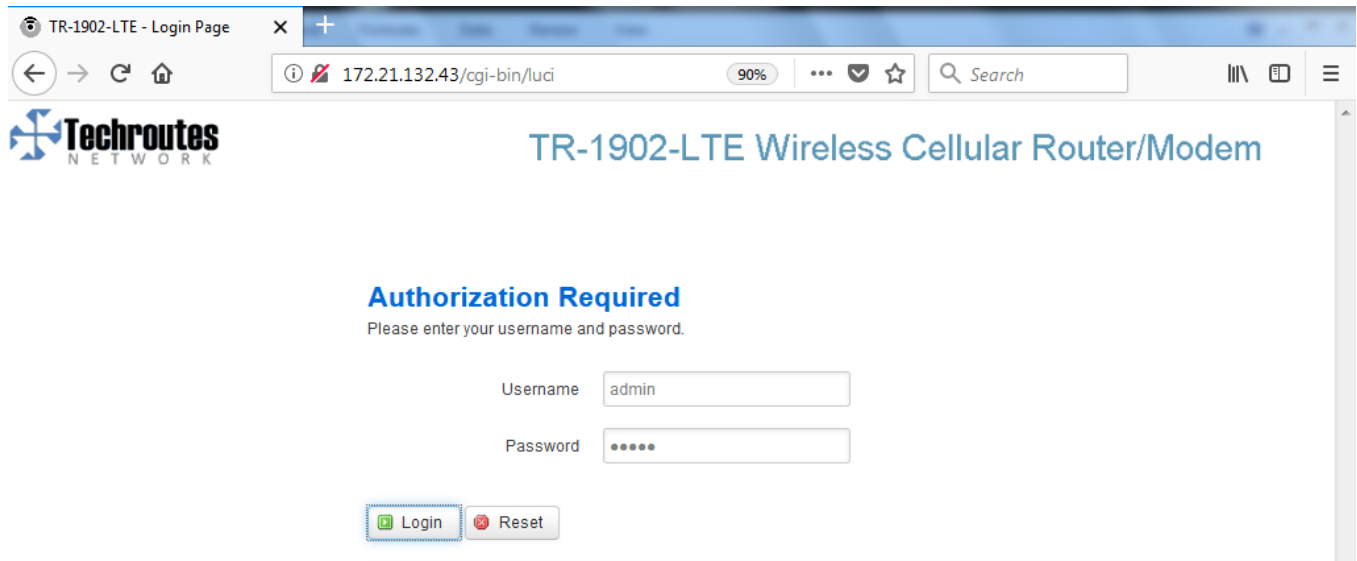 TR-1902-LTE - Login Page
172.21.132.43/cgi-bin/luci
90%
Search
Techroutes
NETWORK
TR-1902-LTE Wireless Cellular Router/Modem
Authorization Required
Please enter your username and password.
Username
admin
Password
•••••
Login
Reset